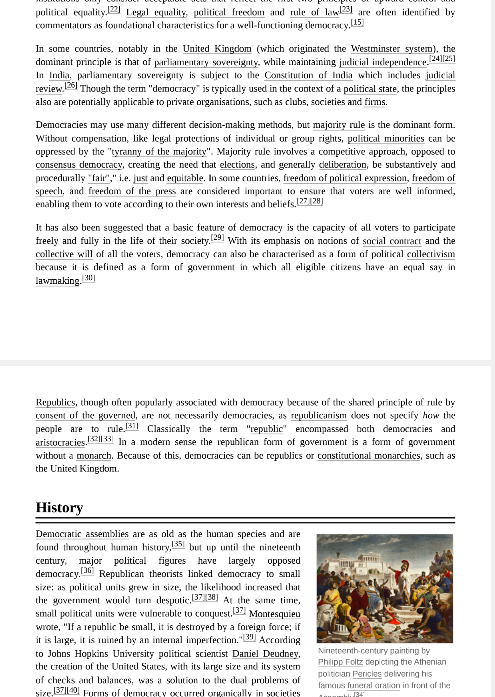 political equality.[22] Legal equality, political freedom and rule of law[23] are often identified by
commentators as foundational characteristics for a well-functioning democracy.[15]
In some countries, notably in the United Kingdom (which originated the Westminster system), the
dominant principle is that of parliamentary sovereignty, while maintaining judicial independence.[24][25]
In India, parliamentary sovereignty is subject to the Constitution of India which includes judicial
review.[26] Though the term "democracy" is typically used in the context of a political state, the principles
also are potentially applicable to private organisations, such as clubs, societies and firms.
Democracies may use many different decision-making methods, but majority rule is the dominant form.
Without compensation, like legal protections of individual or group rights, political minorities can be
oppressed by the "tyranny of the majority". Majority rule involves a competitive approach, opposed to
consensus democracy, creating the need that elections, and generally deliberation, be substantively and
procedurally "fair"," i.e. just and equitable. In some countries, freedom of political expression, freedom of
speech, and freedom of the press are considered important to ensure that voters are well informed,
enabling them to vote according to their own interests and beliefs.[27][28]
It has also been suggested that a basic feature of democracy is the capacity of all voters to participate
freely and fully in the life of their society.[29] With its emphasis on notions of social contract and the
collective will of all the voters, democracy can also be characterised as a form of political collectivism
because it is defined as a form of government in which all eligible citizens have an equal say in
lawmaking.[30]
Republics, though often popularly associated with democracy because of the shared principle of rule by
consent of the governed, are not necessarily democracies, as republicanism does not specify how the
people are to rule.[31] Classically the term "republic" encompassed both democracies and
aristocracies.[32][33] In a modern sense the republican form of government is a form of government
without a monarch. Because of this, democracies can be republics or constitutional monarchies, such as
the United Kingdom.
History
Democratic assemblies are as old as the human species and are
found throughout human history,[35] but up until the nineteenth
century, major political figures have largely opposed
democracy.[36] Republican theorists linked democracy to small
size: as political units grew in size, the likelihood increased that
the government would turn despotic.[37][38] At the same time,
small political units were vulnerable to conquest.[37] Montesquieu
wrote, "If a republic be small, it is destroyed by a foreign force; if
it is large, it is ruined by an internal imperfection."[39] According
to Johns Hopkins University political scientist Daniel Deudney,
the creation of the United States, with its large size and its system
of checks and balances, was a solution to the dual problems of
size.[37][40] Forms of democracy occurred organically in societies
Nineteenth-century painting by
Philipp Foltz depicting the Athenian
politician Pericles delivering his
famous funeral oration in front of the